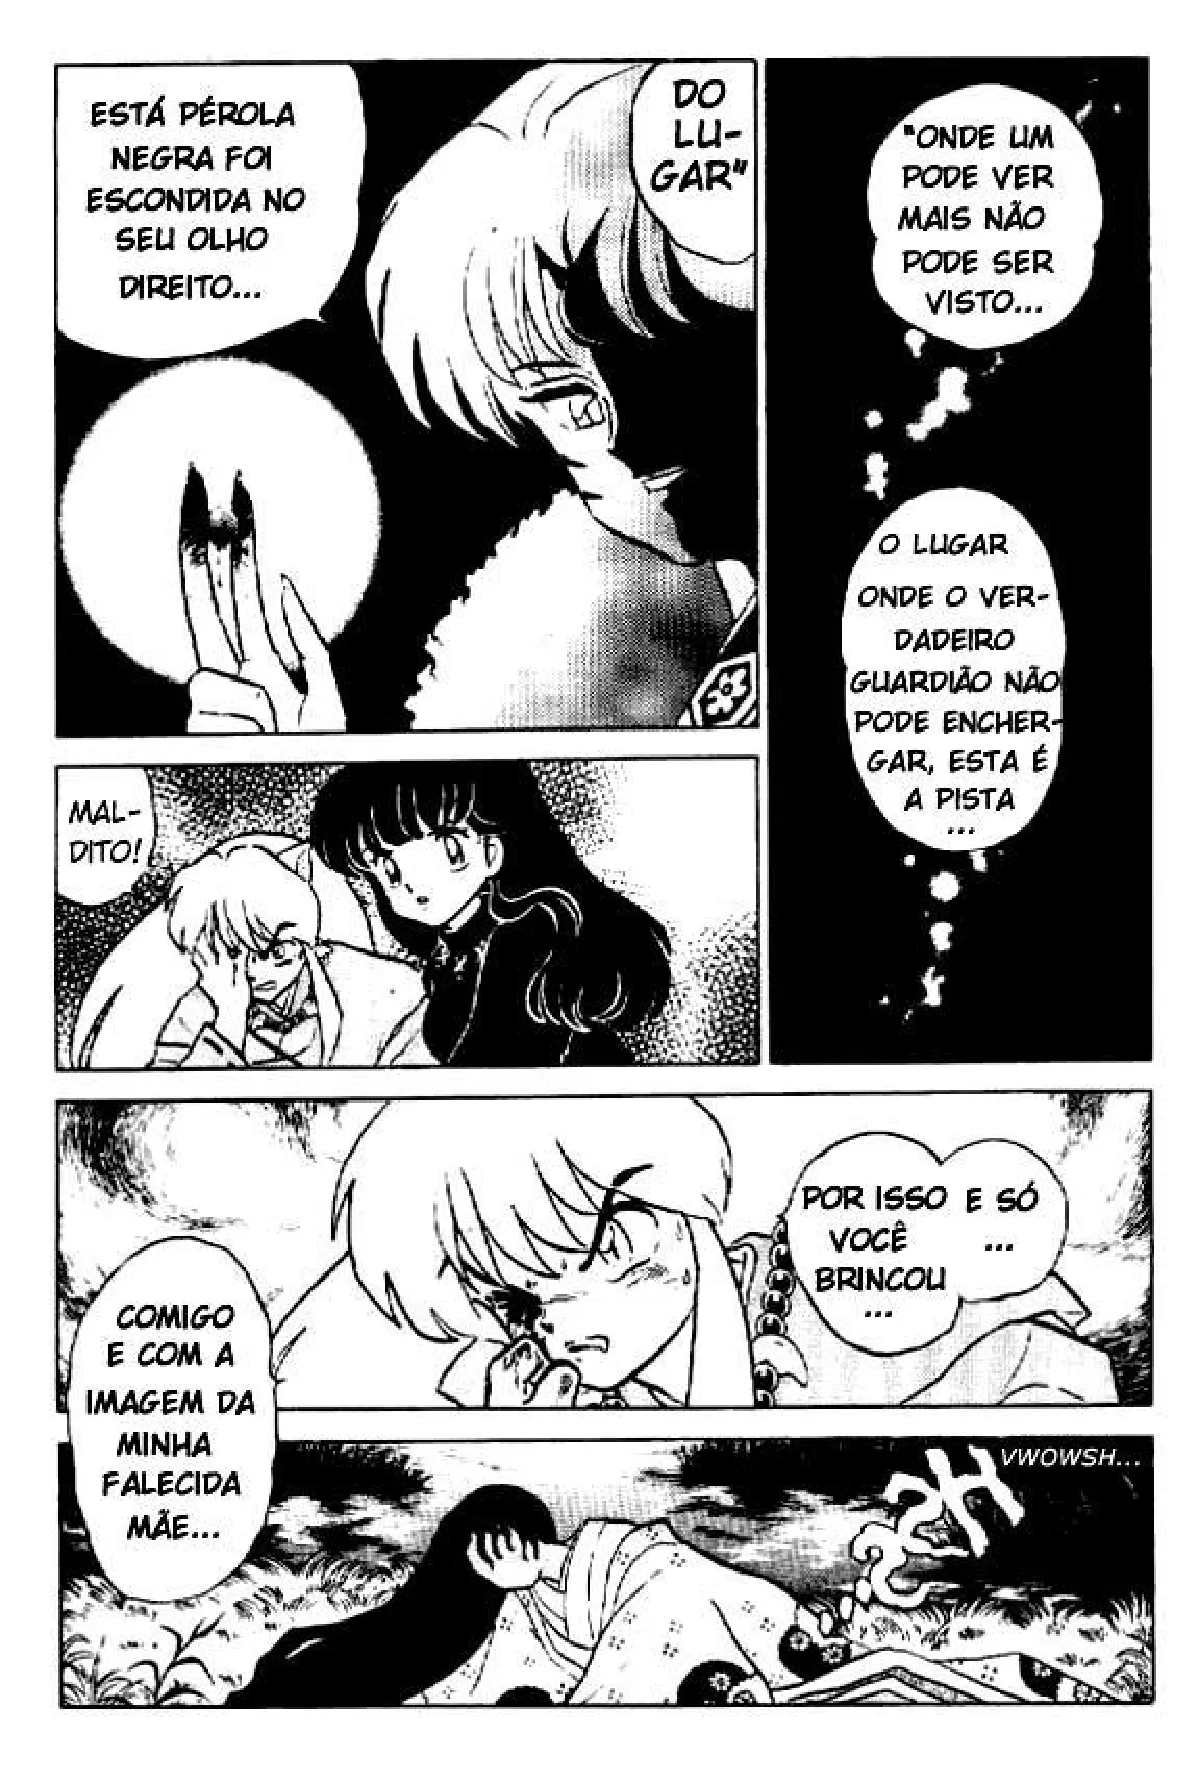 "ONDE UM
PODE VER
MAIS NÃO
PODE SER
VISTO...
O LUGAR
ONDE O VER-
DADEIRO
GUARDIÃO NÃO
PODE ENCHER-
GAR, ESTA É
A PISTA
...
DO
LU-
GAR"
ESTÁ PÉROLA
NEGRA FOI
ESCONDIDA NO
SEU OLHO
DIREITO...
MAL-
DITO!
POR ISSO
VOCÊ
BRINCOU
...
E SÓ
...
COMIGO
E COM A
IMAGEM DA
MINHA
FALECIDA
MÃE...
VWOWSH...